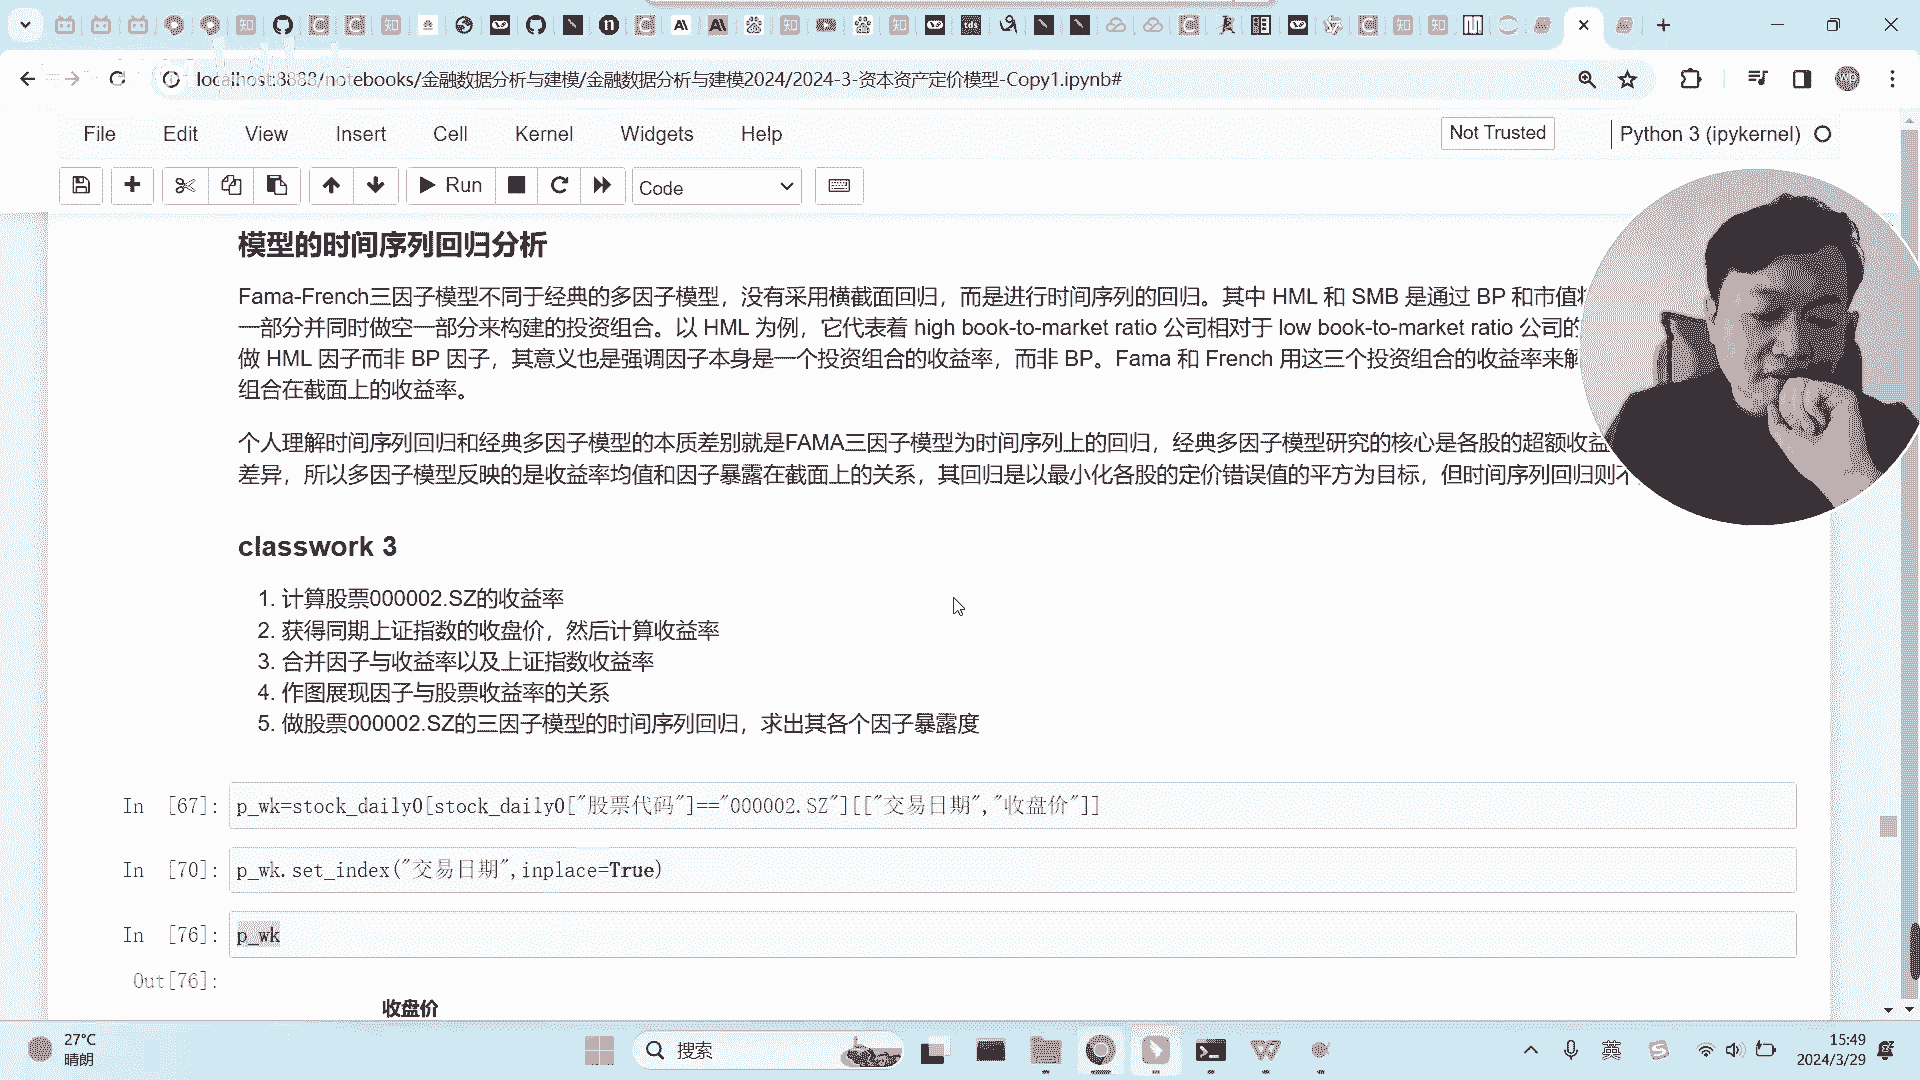 localhost:8888/notebooks/金融数据分析与建模/金融数据分析与建模2024/2024-3-资本资产定价模型-Copy1.ipynb#
File Edit View Insert Cell Kernel Widgets Help
Not Trusted
Python 3 (ipykernel)
Run
Code
模型的时间序列回归分析
Fama-French三因子模型不同于经典的多因子模型，没有采用横截面回归，而是进行时间序列的回归。其中 HML 和 SMB 是通过 BP 和市值
一部分并同时做空一部分来构建的投资组合。以 HML 为例，它代表着 high book-to-market ratio 公司相对于 low book-to-market ratio 公司的
做 HML 因子而非 BP 因子，其意义也是强调因子本身是一个投资组合的收益率，而非 BP。Fama 和 French 用这三个投资组合的收益率来解
组合在截面上的收益率。
个人理解时间序列回归和经典多因子模型的本质差别就是FAMA三因子模型为时间序列上的回归，经典多因子模型研究的核心是各股的超额收益
差异，所以多因子模型反映的是收益率均值和因子暴露在截面上的关系，其回归是以最小化各股的定价错误值的平方为目标，但时间序列回归则不
classwork 3
1. 计算股票000002.SZ的收益率
2. 获得同期上证指数的收盘价，然后计算收益率
3. 合并因子与收益率以及上证指数收益率
4. 作图展现因子与股票收益率的关系
5. 做股票000002.SZ的三因子模型的时间序列回归，求出其各个因子暴露度
In [67]: p_wk=stock_daily0[stock_daily0["股票代码"]=="000002.SZ"][["交易日期","收盘价"]]
In [70]: p_wk.set_index("交易日期",inplace=True)
In [76]: p_wk
Out[76]:
收盘价
27°C
晴朗
搜索
英
15:49
2024/3/29